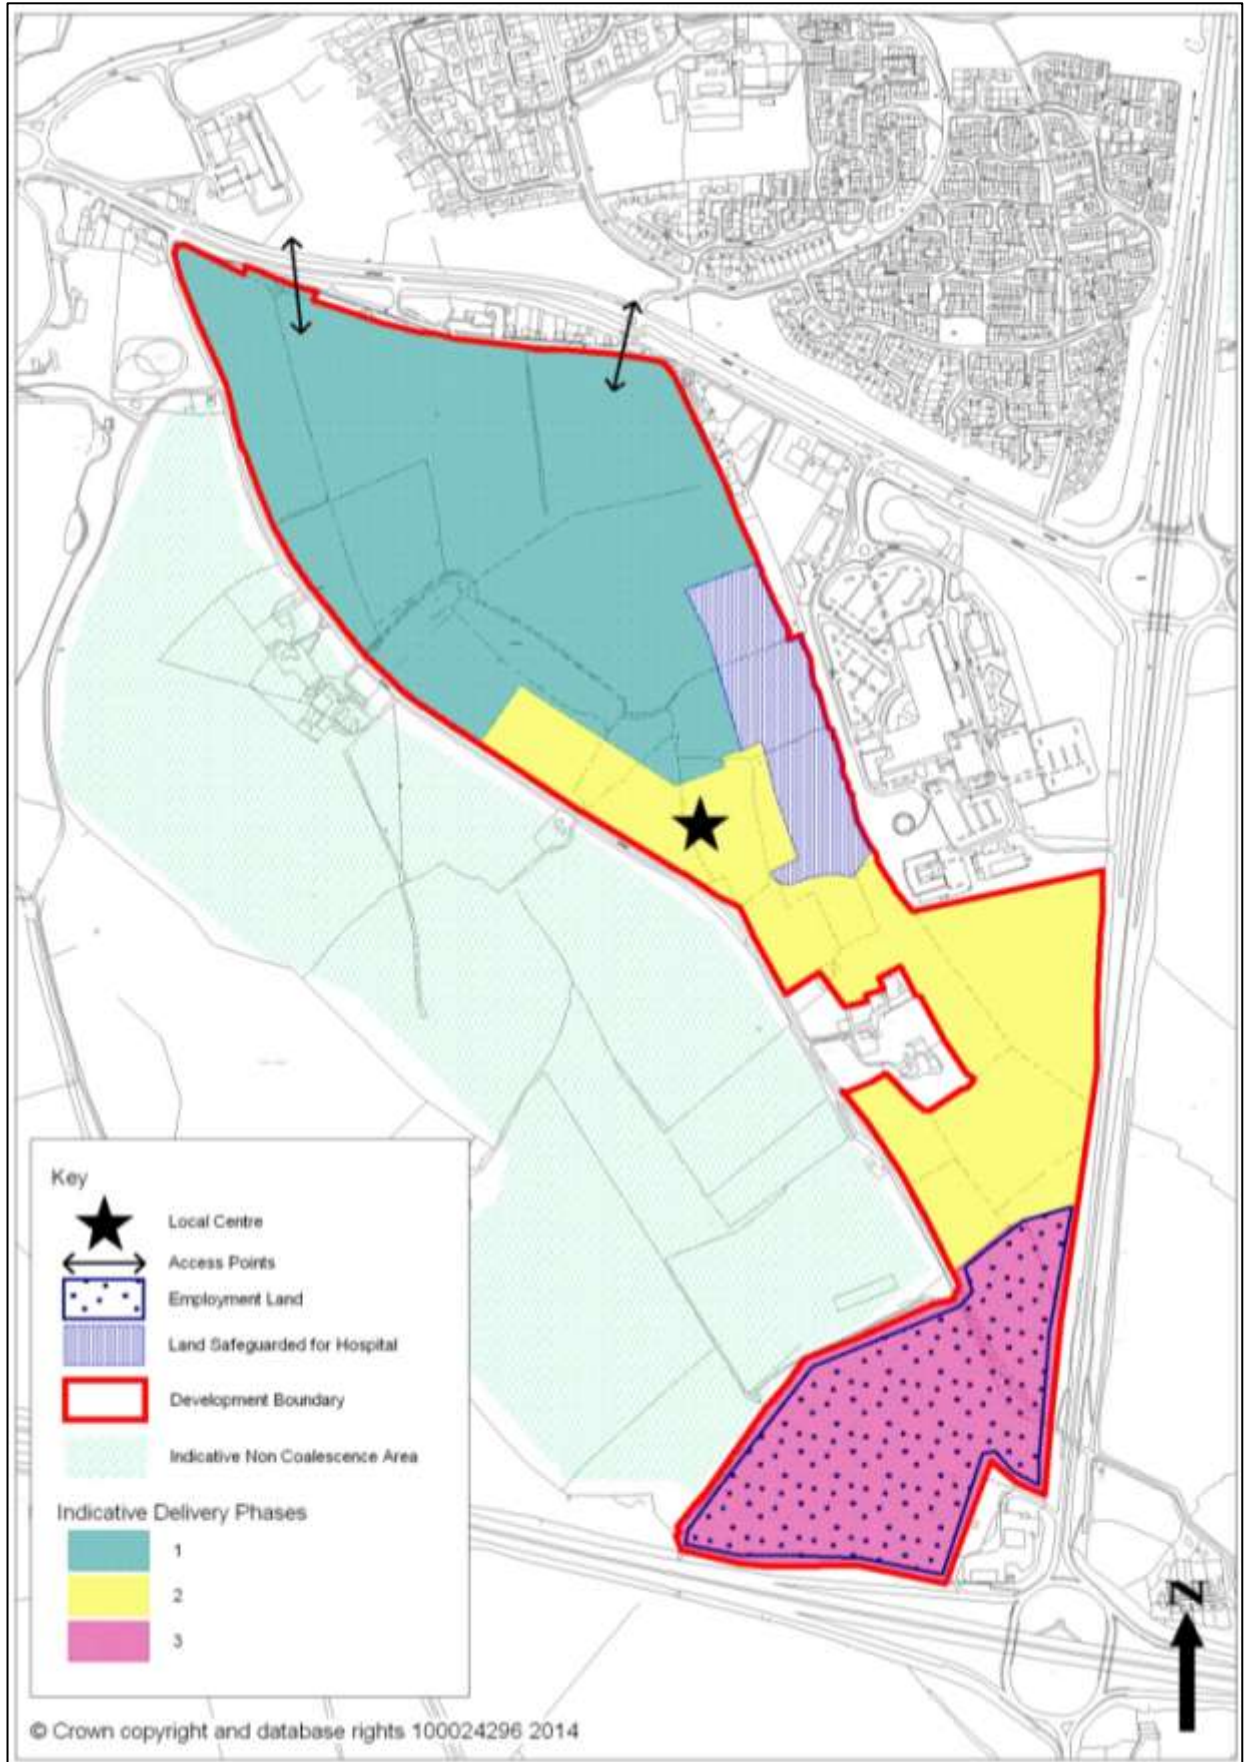 Key
Local Centre
Access Points
Employment Land
Land Safeguarded for Hospital
Development Boundary
Indicative Non Coalescence Area
Indicative Delivery Phases
1
2
3
N
© Crown copyright and database rights 100024296 2014